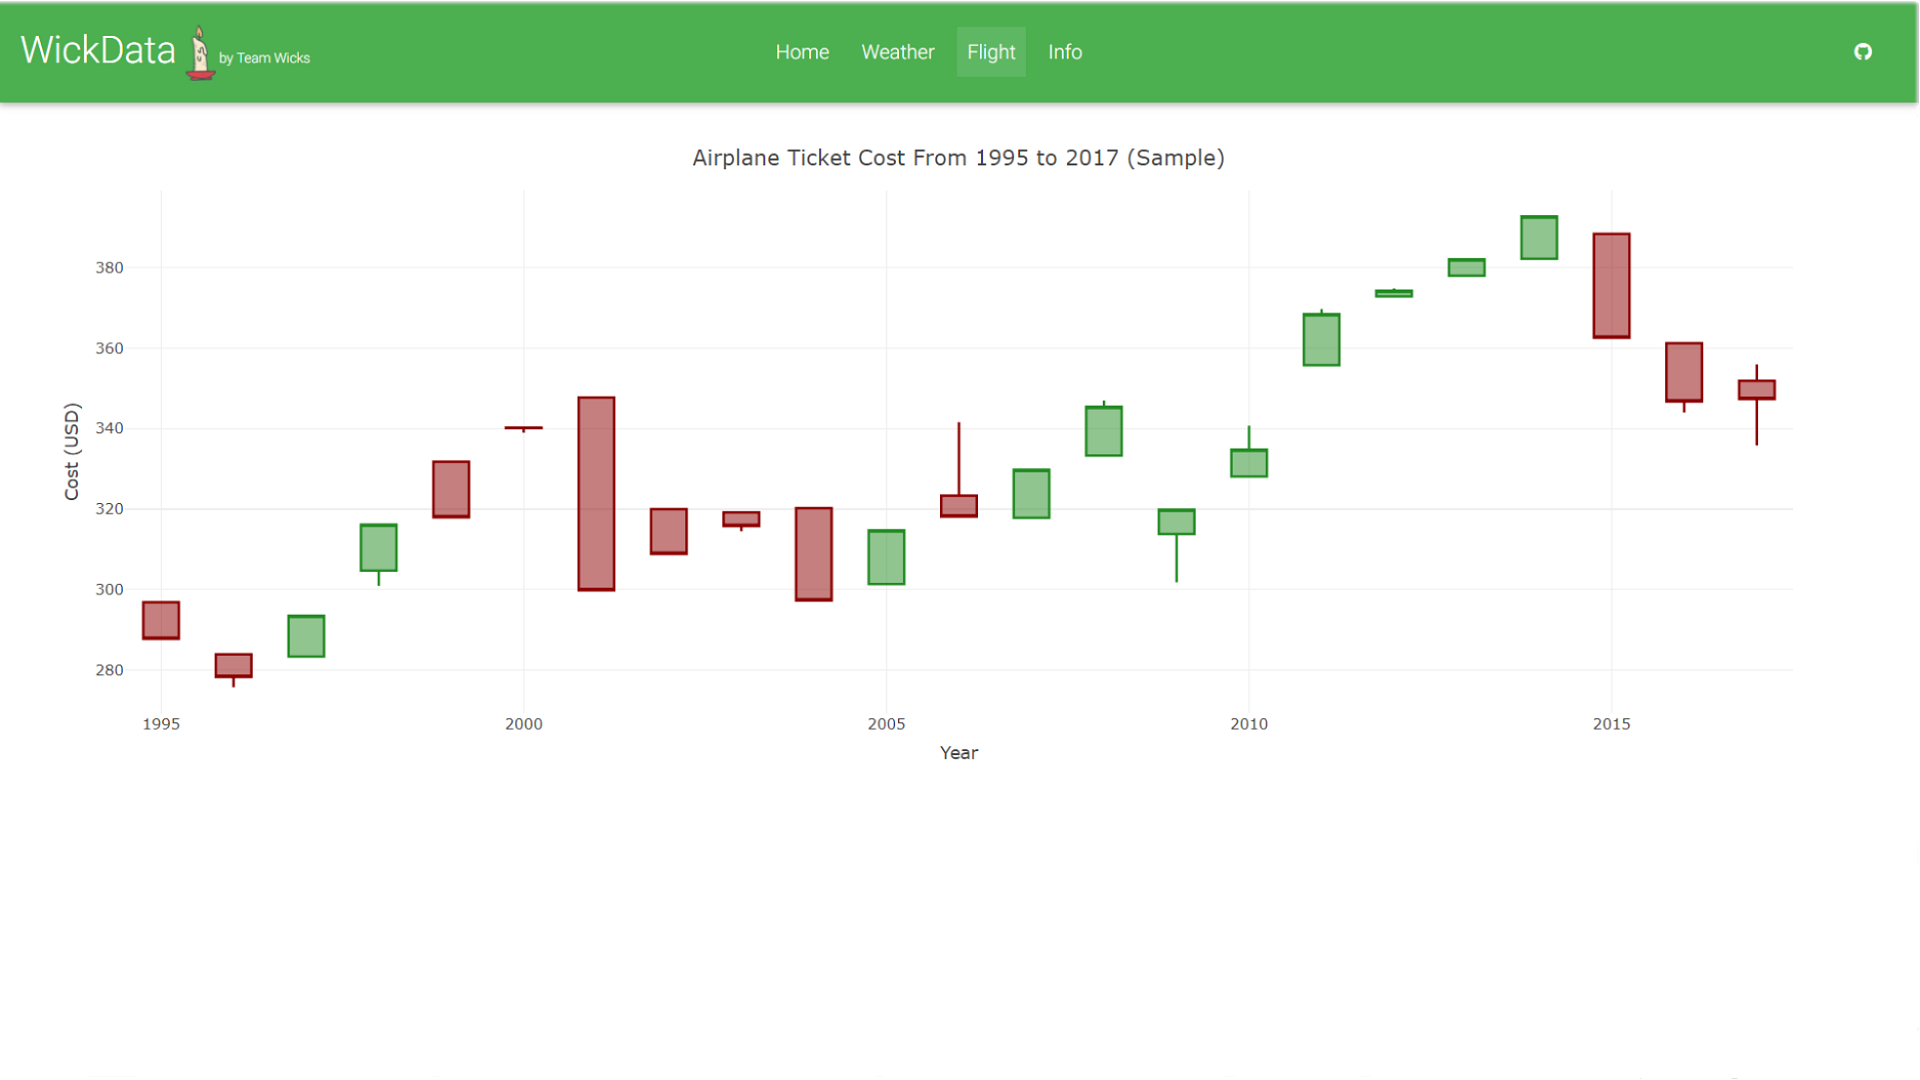 WickData by Team Wicks
Home Weather Flight Info
Airplane Ticket Cost From 1995 to 2017 (Sample)
380
360
340
320
300
280
Cost (USD)
1995 2000 2005 2010 2015
Year